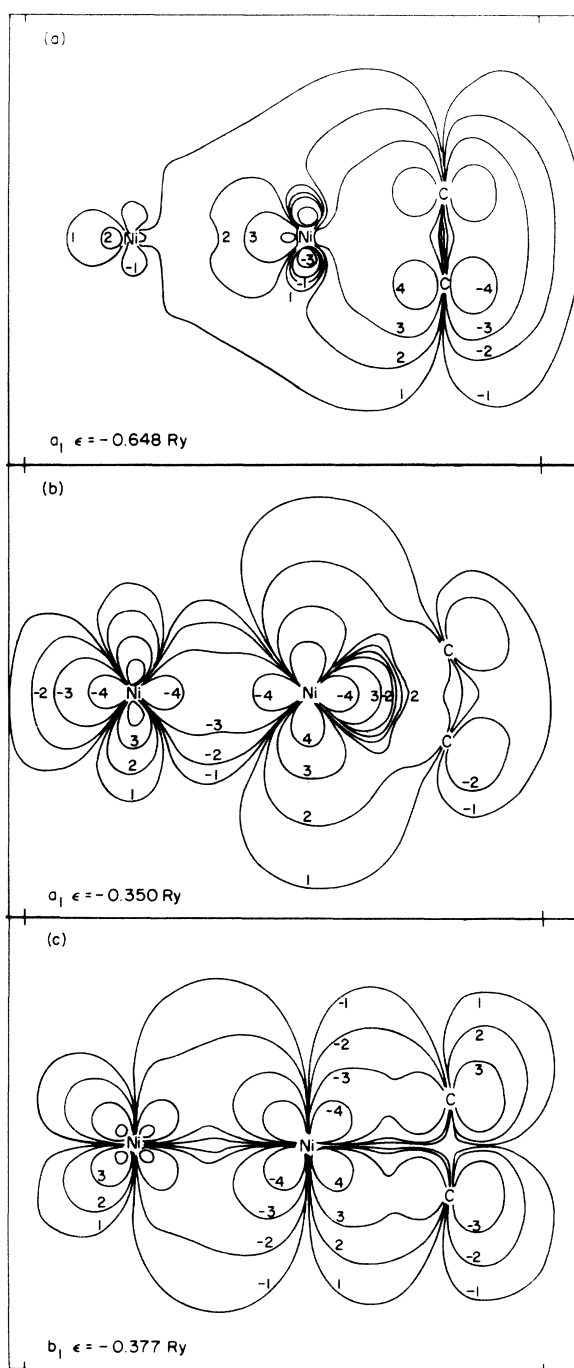 (a)
C
1 2 Ni 2 3 Ni
-1 -3
-1
1
4 C -4
3 -3
2 -2
1 -1
a₁ ε = -0.648 Ry
(b)
C
-2 -3 -4 Ni -4 -4 Ni -4 3 -2 2
3 -3 4 C
2 -2 3 -2
1 -1 2 -1
1
a₁ ε = -0.350 Ry
(c)
-1 1
-2 2
-3 3
C
-4
Ni Ni
3 -4 4 C
2 -3 3 -3
1 -2 2 -2
-1 1 -1
b₁ ε = -0.377 Ry